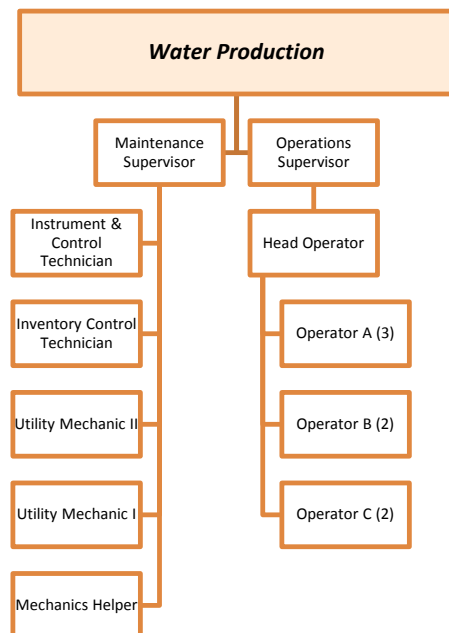 Water Production
Maintenance
Supervisor
Operations
Supervisor
Instrument &
Control
Technician
Inventory Control
Technician
Utility Mechanic II
Utility Mechanic I
Mechanics Helper
Head Operator
Operator A (3)
Operator B (2)
Operator C (2)